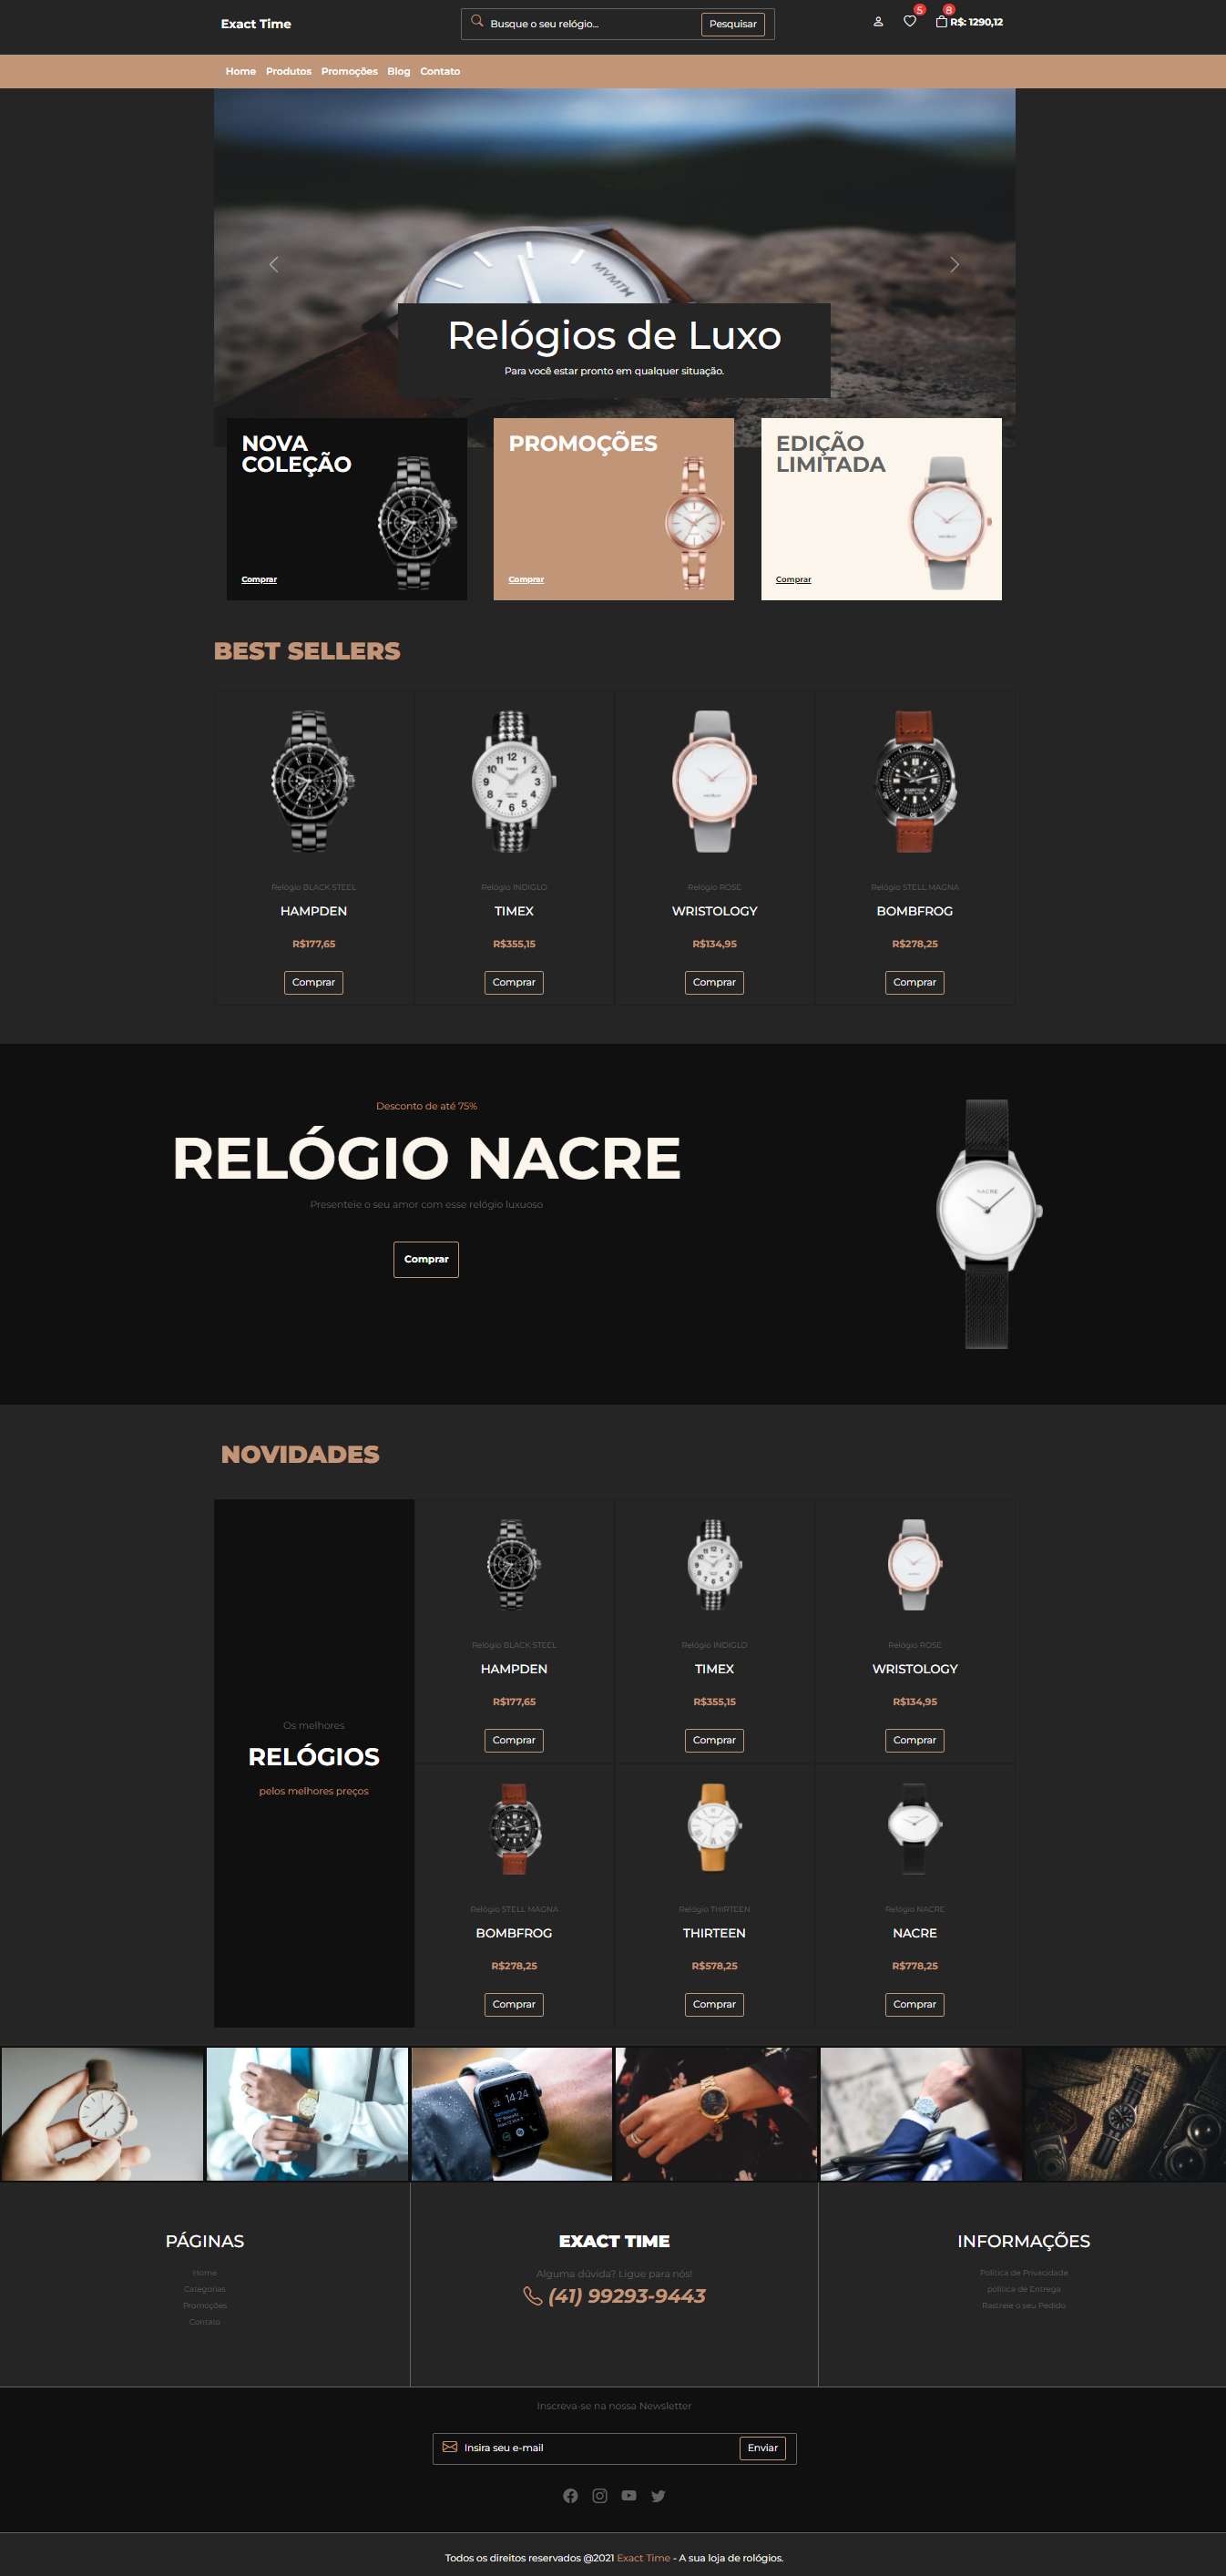 Exact Time
Busque o seu relógio...
Pesquisar
5
8
R$: 1290,12
Home Produtos Promoções Blog Contato
MVMTH
Relógios de Luxo
Para você estar pronto em qualquer situação.
NOVA
COLEÇÃO
Comprar
PROMOÇÕES
Comprar
EDIÇÃO
LIMITADA
Comprar
BEST SELLERS
Relógio BLACK STEEL
HAMPDEN
R$177,65
Comprar
TIMEX
Relógio INDIGLO
TIMEX
R$355,15
Comprar
Relógio ROSE
WRISTOLOGY
R$134,95
Comprar
Relógio STELL MAGNA
BOMBFROG
R$278,25
Comprar
Desconto de até 75%
RELÓGIO NACRE
Presenteie o seu amor com esse relógio luxuoso
Comprar
NACRE
NOVIDADES
Os melhores
RELÓGIOS
pelos melhores preços
Relógio BLACK STEEL
HAMPDEN
R$177,65
Comprar
Relógio INDIGLO
TIMEX
R$355,15
Comprar
Relógio ROSE
WRISTOLOGY
R$134,95
Comprar
Relógio STELL MAGNA
BOMBFROG
R$278,25
Comprar
Relógio THIRTEEN
THIRTEEN
R$578,25
Comprar
Relógio NACRE
NACRE
R$778,25
Comprar
14:24
PÁGINAS
Home
Categorias
Promoções
Contato
EXACT TIME
Alguma dúvida? Ligue para nós!
(41) 99293-9443
INFORMAÇÕES
Politica de Privacidade
politica de Entrega
Rastreie o seu Pedido
Inscreva-se na nossa Newsletter
Insira seu e-mail
Enviar
Todos os direitos reservados @2021 Exact Time - A sua loja de rológios.